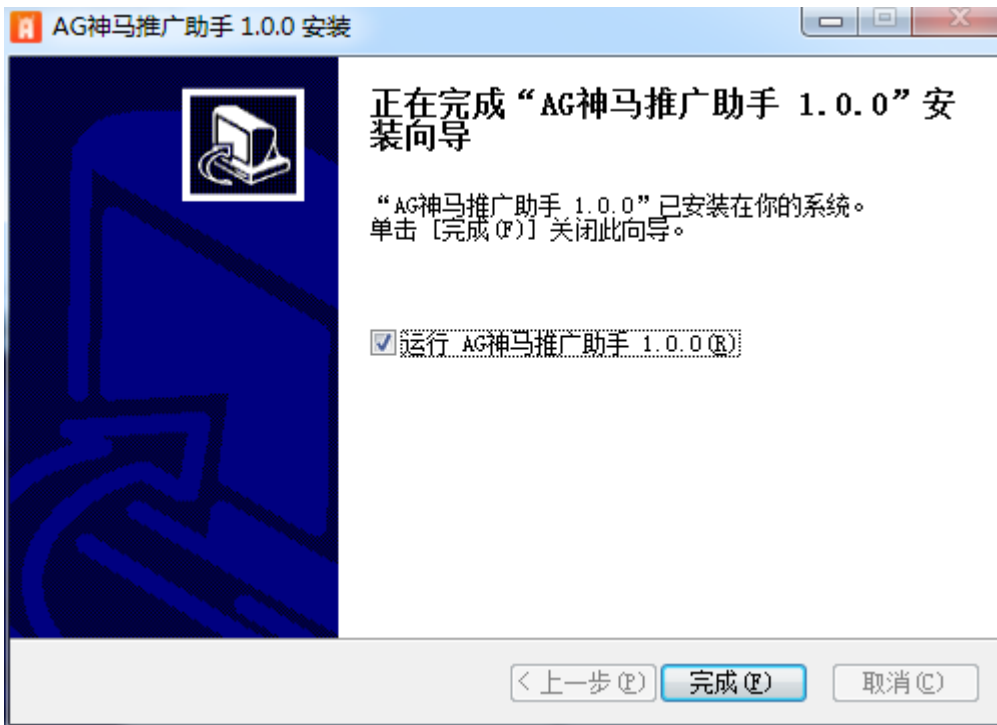 AG神马推广助手 1.0.0 安装
正在完成“AG神马推广助手 1.0.0”安
装向导
“AG神马推广助手 1.0.0”已安装在你的系统。
单击 [完成(F)] 关闭此向导。
运行 AG神马推广助手 1.0.0(R)
< 上一步(P) 完成(F) 取消(C)